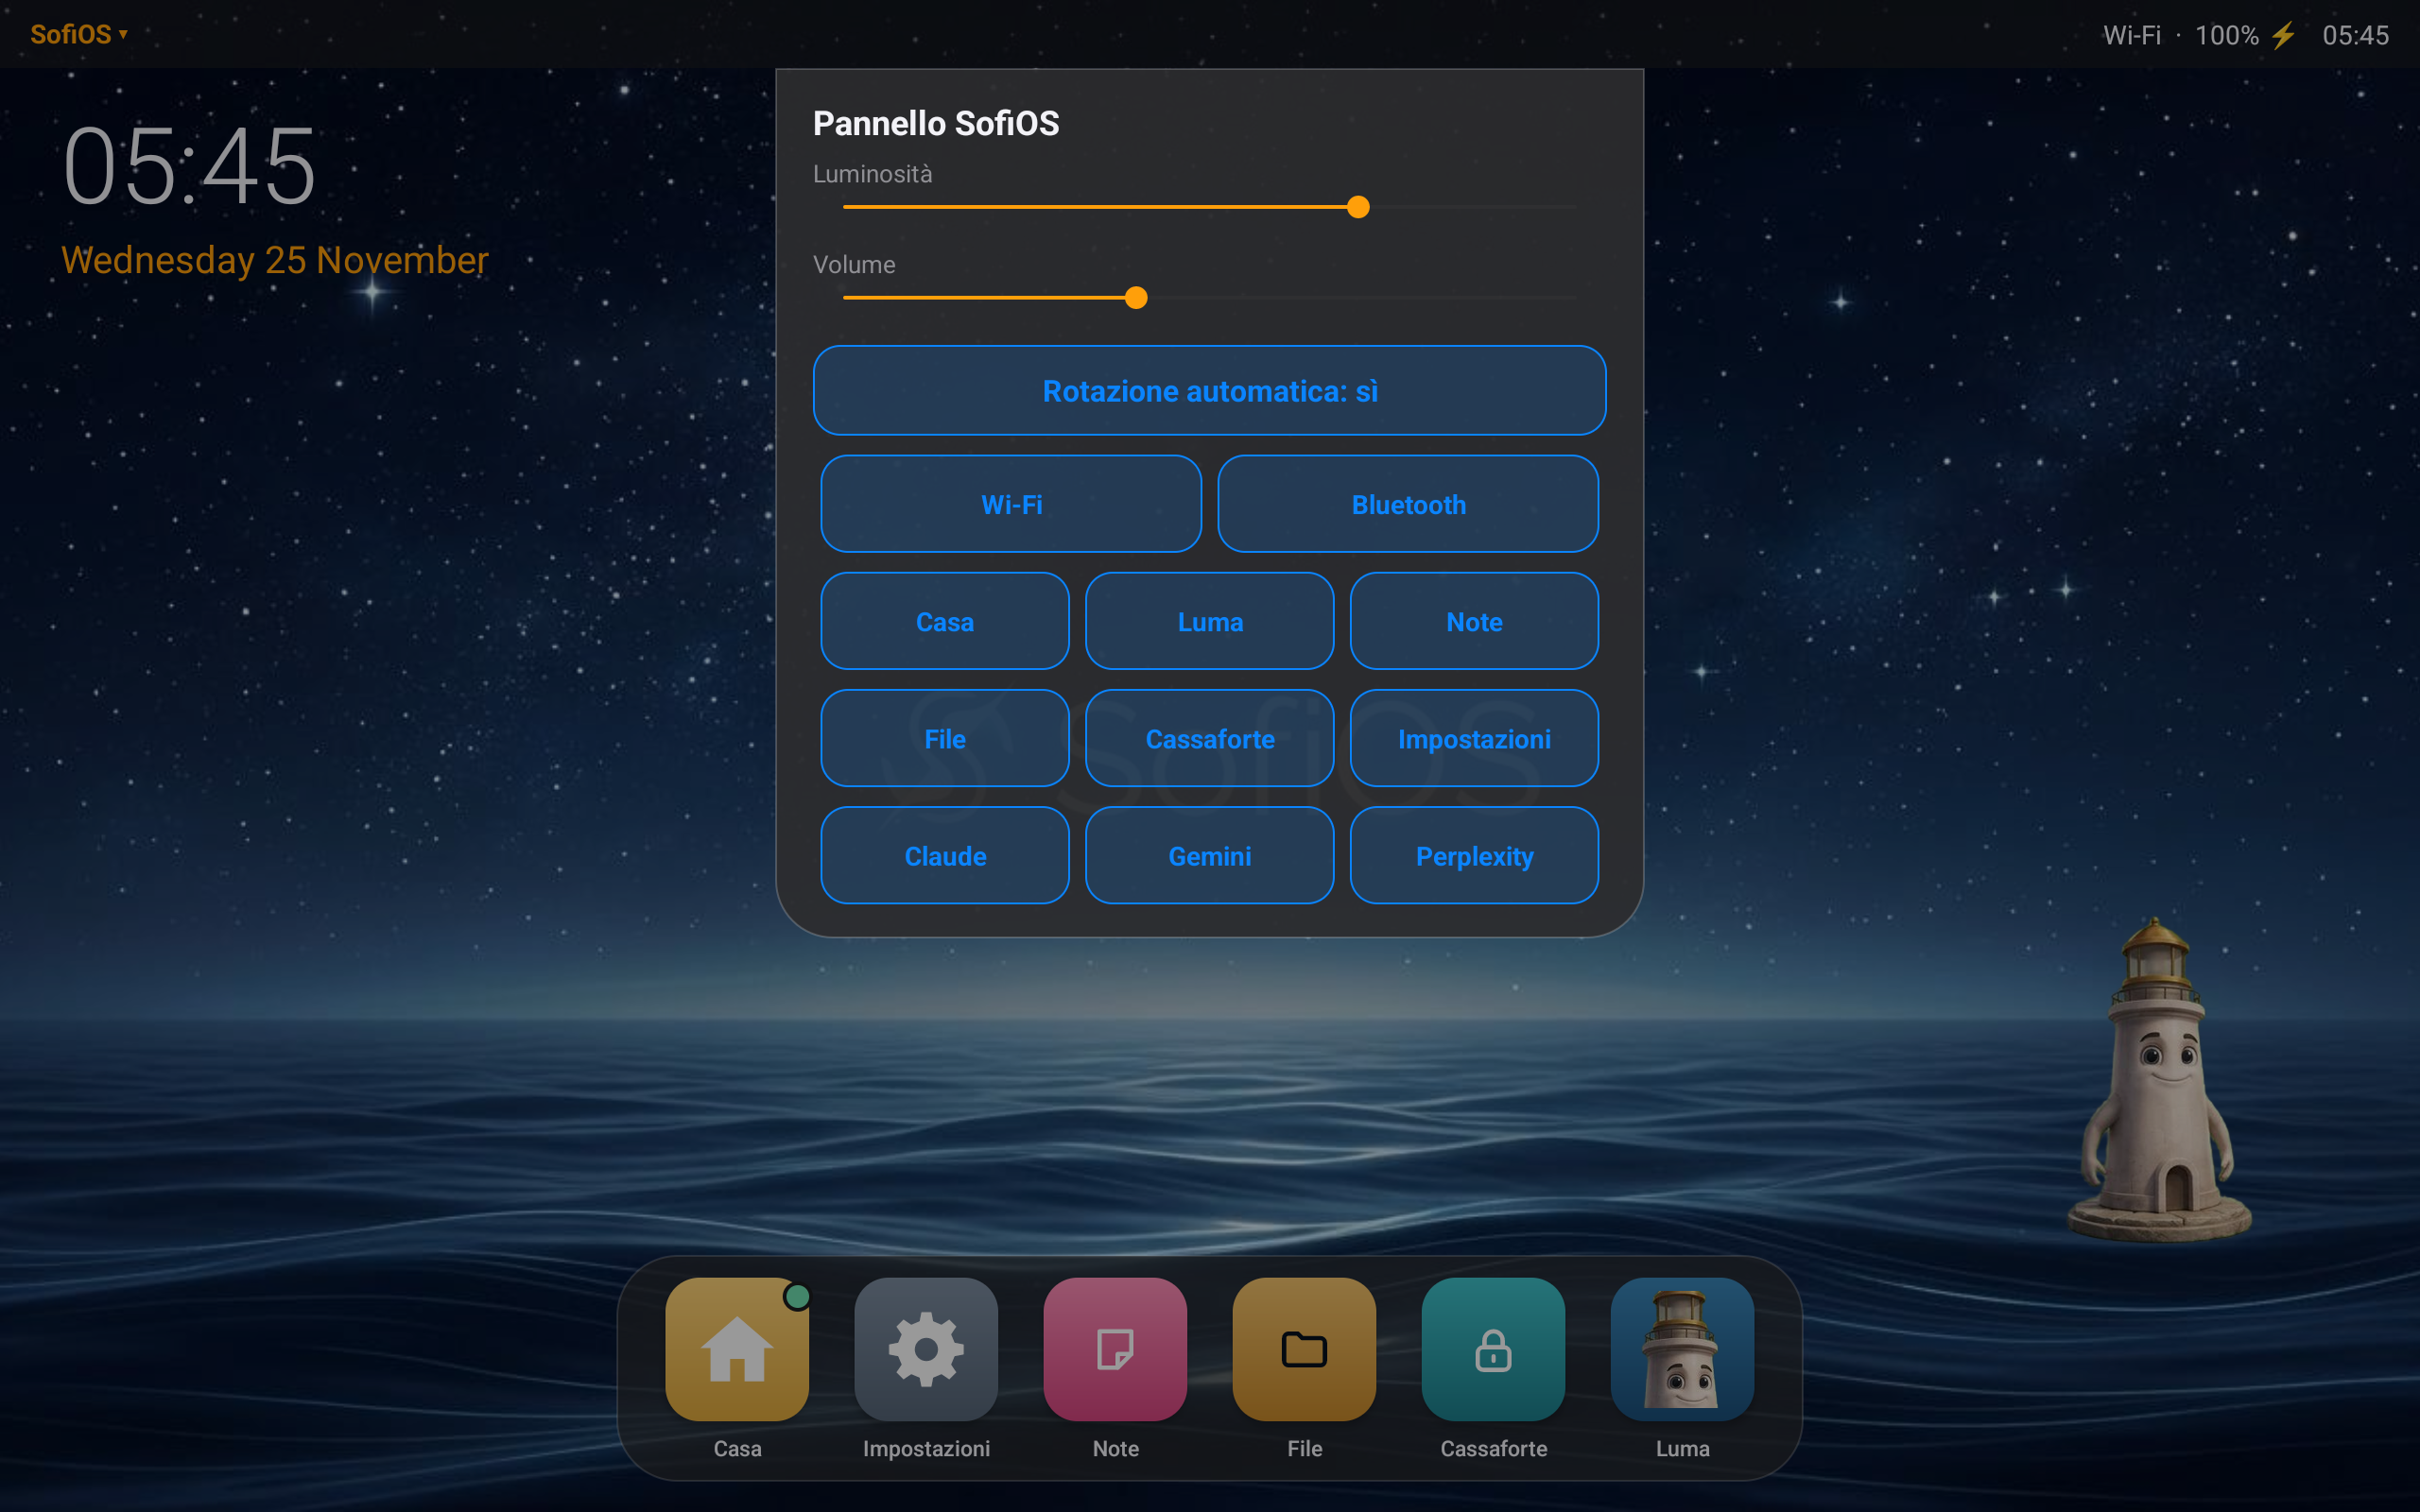 SofiOS ▾
Wi-Fi · 100% ⚡ 05:45
05:45
Wednesday 25 November
Pannello SofiOS
Luminosità
Volume
Rotazione automatica: sì
Wi-Fi
Bluetooth
Casa
Luma
Note
File
Cassaforte
Impostazioni
SofiOS
Claude
Gemini
Perplexity
Casa
Impostazioni
Note
File
Cassaforte
Luma